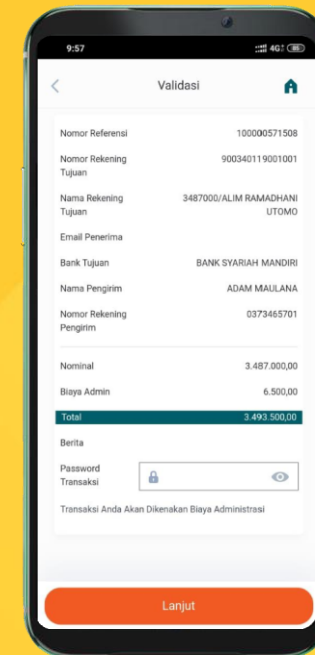 9:57
4G 85
Validasi
Nomor Referensi 100000571508
Nomor Rekening Tujuan 900340119001001
Nama Rekening Tujuan 3487000/ALIM RAMADHANI UTOMO
Email Penerima
Bank Tujuan BANK SYARIAH MANDIRI
Nama Pengirim ADAM MAULANA
Nomor Rekening Pengirim 0373465701
Nominal 3.487.000,00
Biaya Admin 6.500,00
Total 3.493.500,00
Berita
Password Transaksi
Transaksi Anda Akan Dikenakan Biaya Administrasi
Lanjut